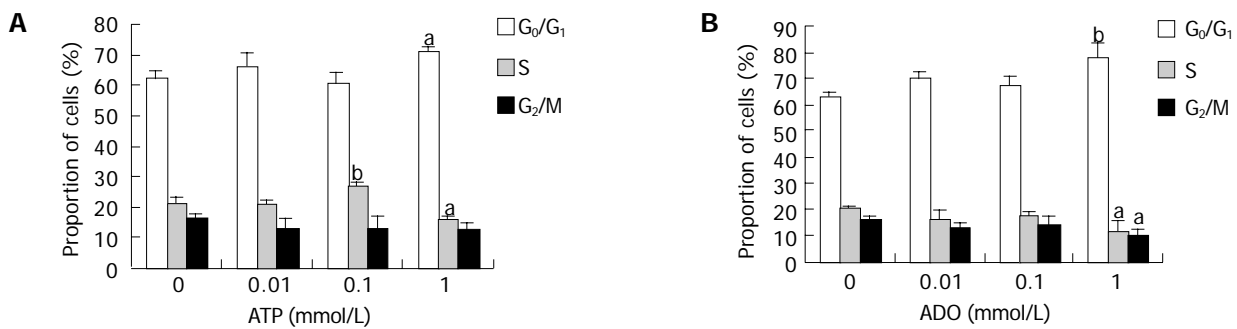 A
Proportion of cells (%)
80
70
60
50
40
30
20
10
0
a
b
a
G₀/G₁
S
G₂/M
0 0.01 0.1 1
ATP (mmol/L)
B
Proportion of cells (%)
90
80
70
60
50
40
30
20
10
0
b
a a
G₀/G₁
S
G₂/M
0 0.01 0.1 1
ADO (mmol/L)